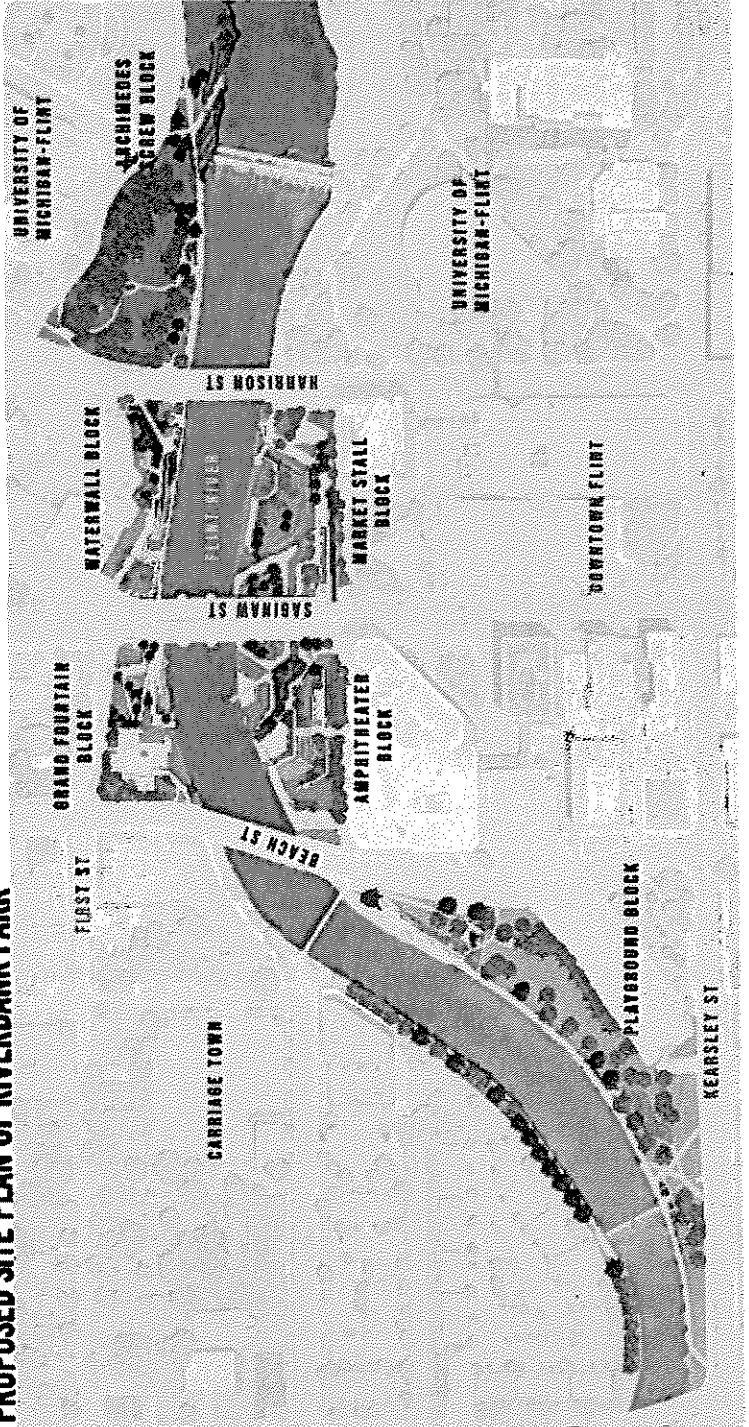 PROPOSED SITE PLAN OF RIVERBANK PARK
UNIVERSITY OF
MICHIGAN-FLINT
ARCHIMEDES
SCREW BLOCK
FIRST ST
GRAND FOUNTAIN
BLOCK
WATERWALL BLOCK
CARRIAGE TOWN
FLINT RIVER
BEACH ST
SAGINAW ST
HARRISON ST
AMPHITHEATER
BLOCK
MARKET STALL
BLOCK
UNIVERSITY OF
MICHIGAN-FLINT
PLAYGROUND BLOCK
DOWNTOWN FLINT
KEARSLEY ST